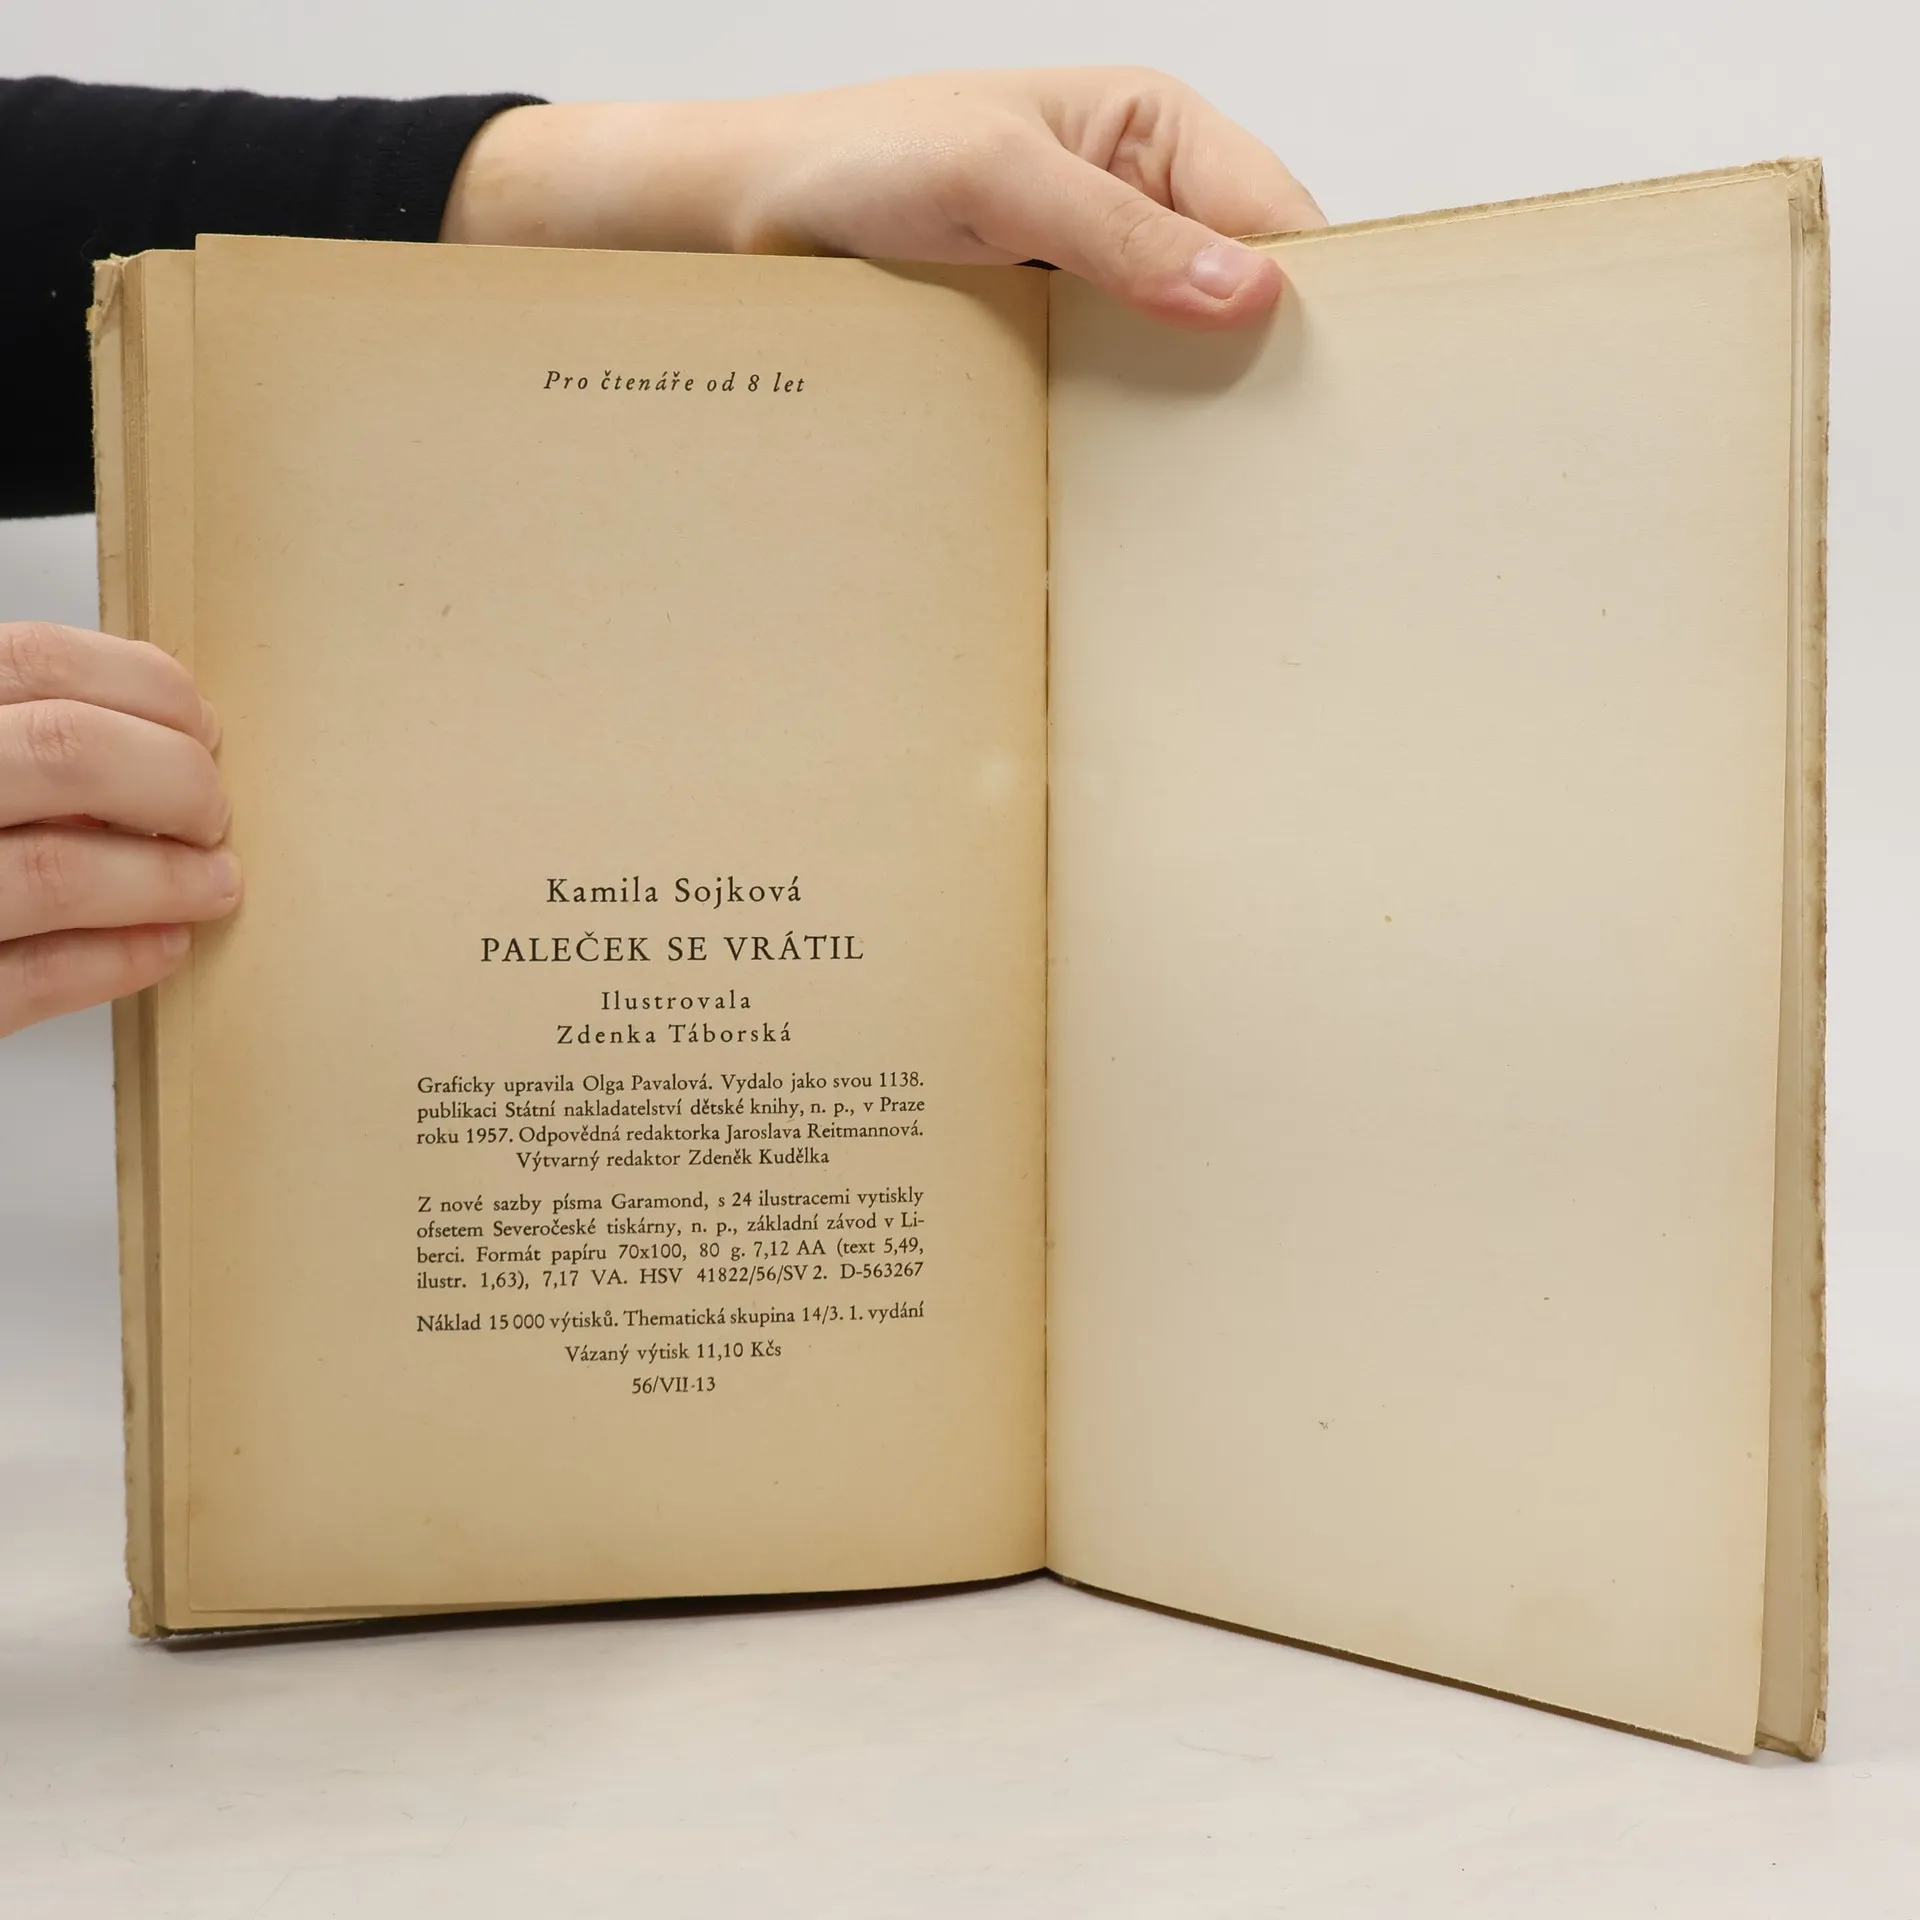 Pro čtenáře od 8 let
Kamila Sojková
PALEČEK SE VRÁTIL
Ilustrovala
Zdenka Táborská
Graficky upravila Olga Pavalová. Vydalo jako svou 1138.
publikaci Státní nakladatelství dětské knihy, n. p., v Praze
roku 1957. Odpovědná redaktorka Jaroslava Reitmannová.
Výtvarný redaktor Zdeněk Kudělka
Z nové sazby písma Garamond, s 24 ilustracemi vytiskly
ofsetem Severočeské tiskárny, n. p., základní závod v Li-
berci. Formát papíru 70x100, 80 g. 7,12 AA (text 5,49,
ilustr. 1,63), 7,17 VA. HSV 41822/56/SV 2. D-563267
Náklad 15 000 výtisků. Thematická skupina 14/3. 1. vydání
Vázaný výtisk 11,10 Kčs
56/VII-13